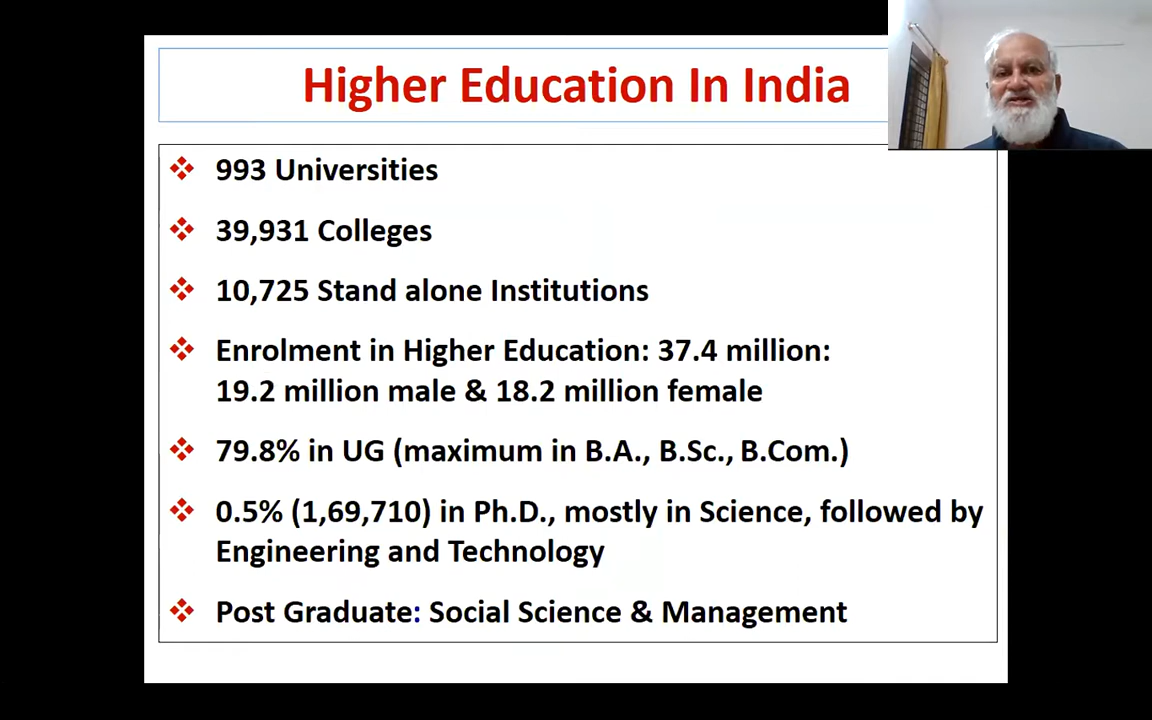 Higher Education In India
993 Universities
39,931 Colleges
10,725 Stand alone Institutions
Enrolment in Higher Education: 37.4 million:
19.2 million male & 18.2 million female
79.8% in UG (maximum in B.A., B.Sc., B.Com.)
0.5% (1,69,710) in Ph.D., mostly in Science, followed by
Engineering and Technology
Post Graduate: Social Science & Management